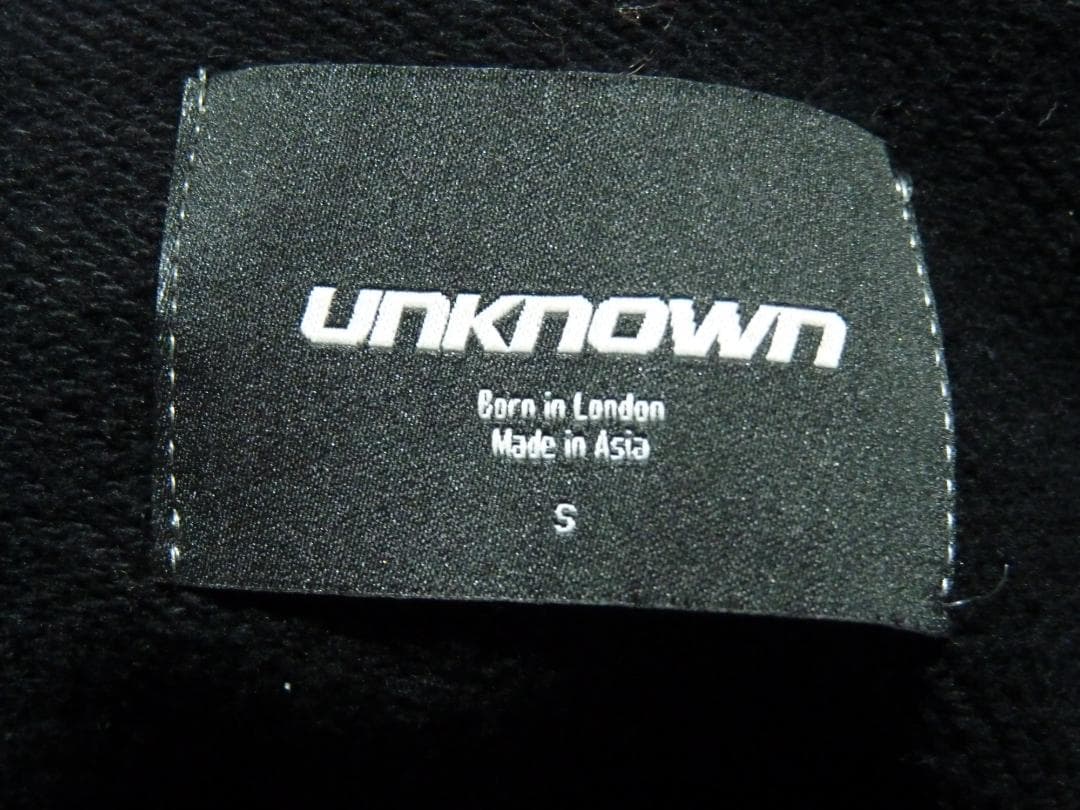 unknown
Born in London
Made in Asia
S